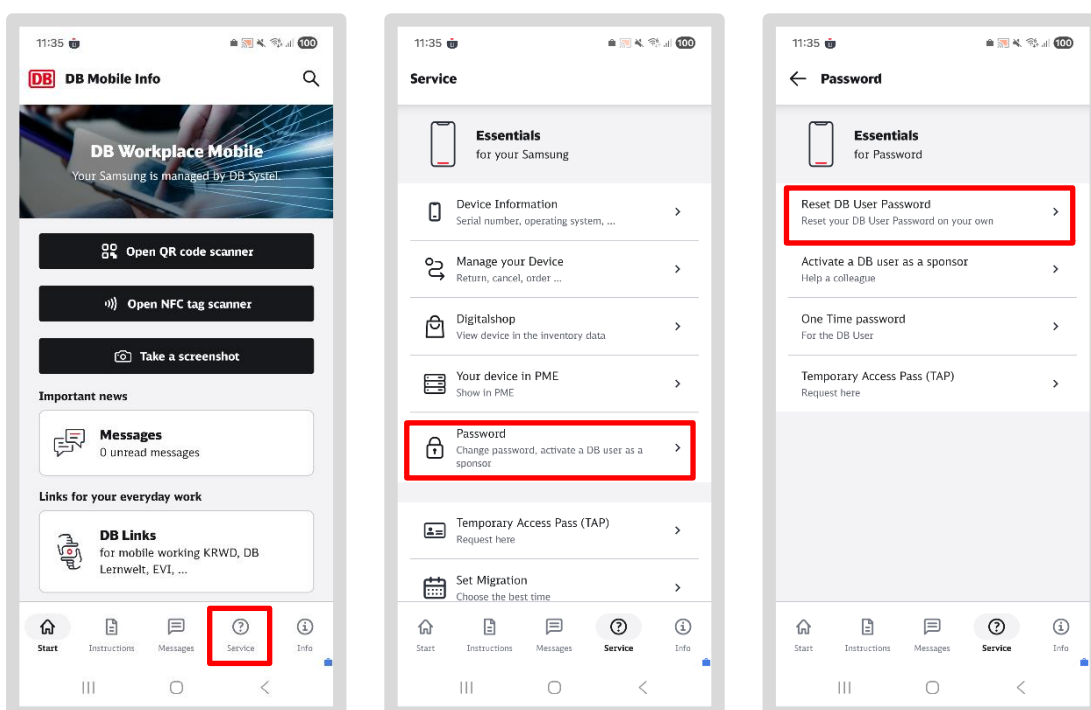 11:35
100
DB DB Mobile Info
DB Workplace Mobile
Your Samsung is managed by DB Systel.
Open QR code scanner
Open NFC tag scanner
Take a screenshot
Important news
Messages
0 unread messages
Links for your everyday work
DB Links
for mobile working KRWD, DB
Lernwelt, EVI, ...
Start Instructions Messages Service Info
11:35
100
Service
Essentials
for your Samsung
Device Information
Serial number, operating system, ...
Manage your Device
Return, cancel, order ...
Digitalshop
View device in the inventory data
Your device in PME
Show in PME
Password
Change password, activate a DB user as a
sponsor
Temporary Access Pass (TAP)
Request here
Set Migration
Choose the best time
Start Instructions Messages Service Info
11:35
100
Password
Essentials
for Password
Reset DB User Password
Reset your DB User Password on your own
Activate a DB user as a sponsor
Help a colleague
One Time password
For the DB User
Temporary Access Pass (TAP)
Request here
Start Instructions Messages Service Info